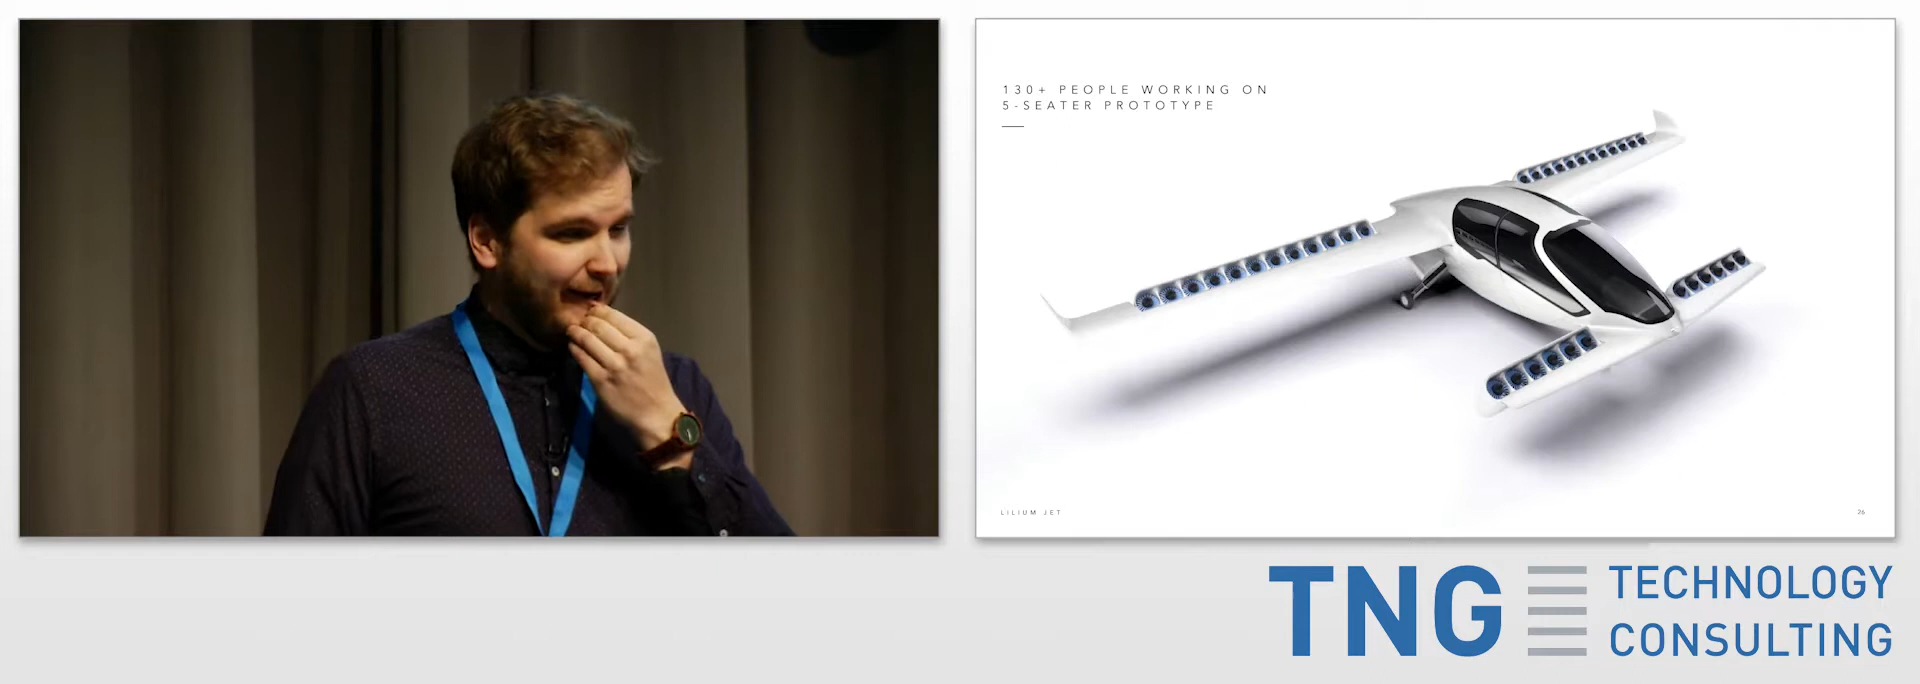 130+ PEOPLE WORKING ON
5-SEATER PROTOTYPE
LILIUM JET
26
TNG TECHNOLOGY
CONSULTING